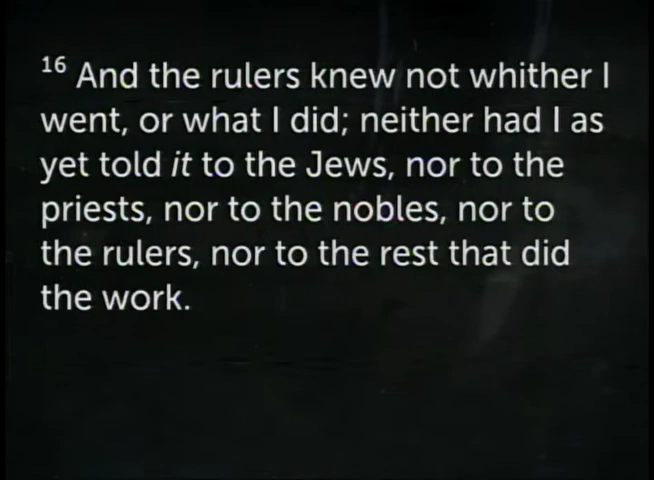 16 And the rulers knew not whither I
went, or what I did; neither had I as
yet told it to the Jews, nor to the
priests, nor to the nobles, nor to
the rulers, nor to the rest that did
the work.